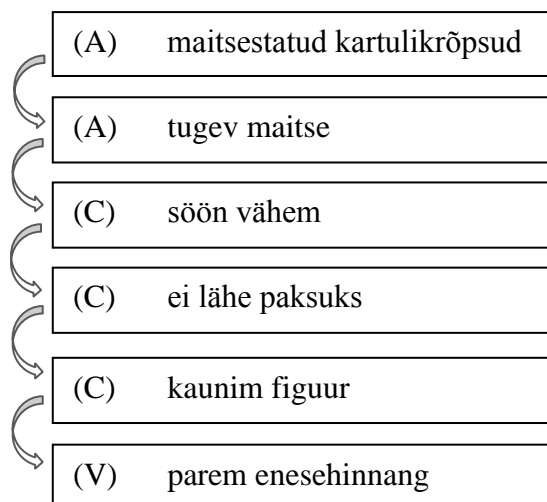 (A) maitsestatud kartulikrõpsud
(A) tugev maitse
(C) söön vähem
(C) ei lähe paksuks
(C) kaunim figuur
(V) parem enesehinnang